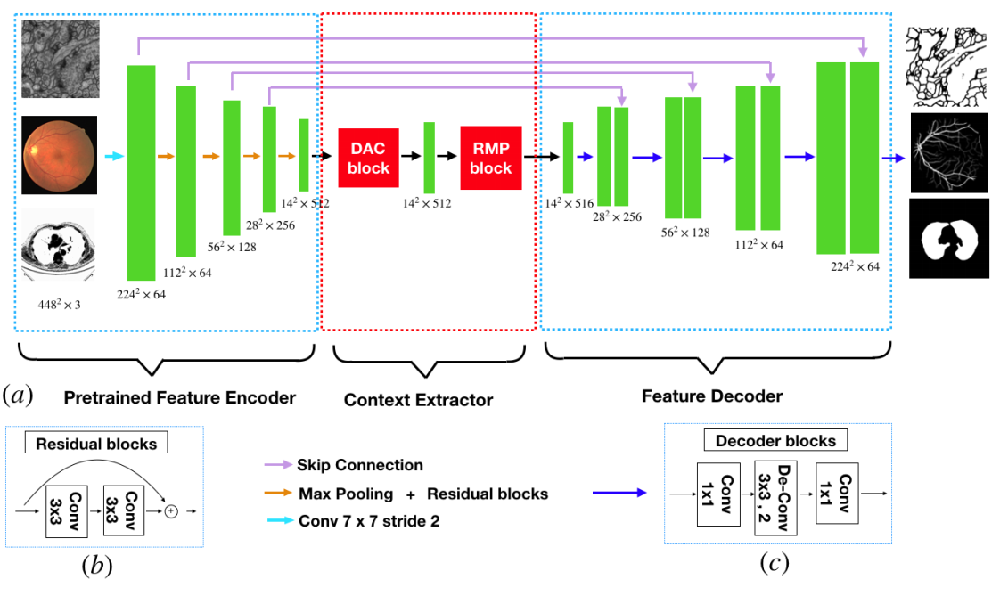 DAC
block
RMP
block
14² × 512
14² × 512
14² × 516
28² × 256
28² × 256
56² × 128
56² × 128
112² × 64
112² × 64
224² × 64
224² × 64
448² × 3
(a)
Pretrained Feature Encoder
Context Extractor
Feature Decoder
Residual blocks
Conv
3x3
Conv
3x3
+
(b)
Skip Connection
Max Pooling + Residual blocks
Conv 7 x 7 stride 2
Decoder blocks
Conv
1x1
De-Conv
3x3 , 2
Conv
1x1
(c)